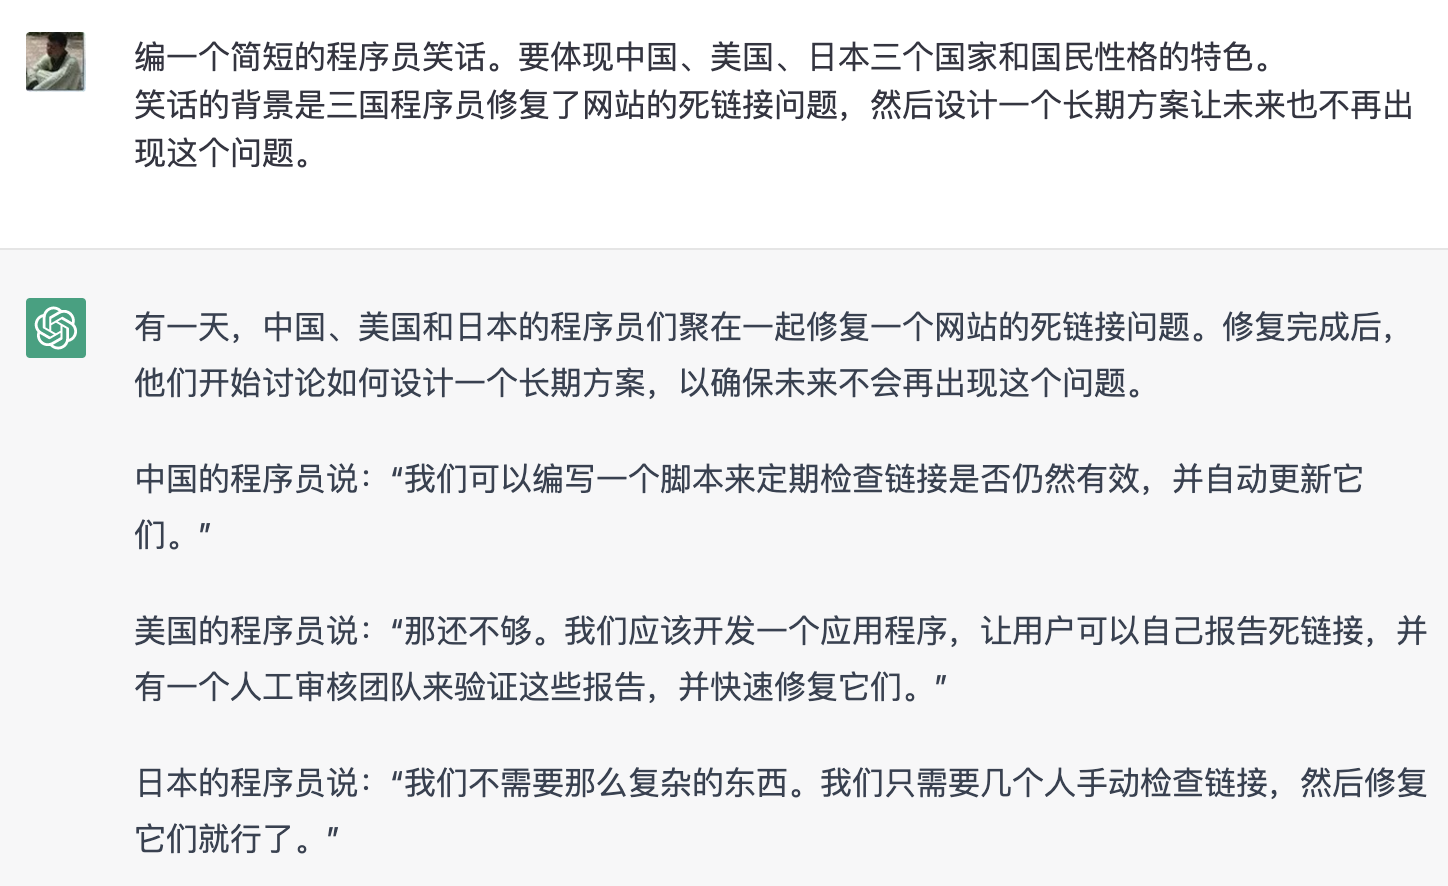 编一个简短的程序员笑话。要体现中国、美国、日本三个国家和国民性格的特色。
笑话的背景是三国程序员修复了网站的死链接问题，然后设计一个长期方案让未来也不再出
现这个问题。
有一天，中国、美国和日本的程序员们聚在一起修复一个网站的死链接问题。修复完成后，
他们开始讨论如何设计一个长期方案，以确保未来不会再出现这个问题。
中国的程序员说：“我们可以编写一个脚本来定期检查链接是否仍然有效，并自动更新它
们。”
美国的程序员说：“那还不够。我们应该开发一个应用程序，让用户可以自己报告死链接，并
有一个人工审核团队来验证这些报告，并快速修复它们。”
日本的程序员说：“我们不需要那么复杂的东西。我们只需要几个人手动检查链接，然后修复
它们就行了。”